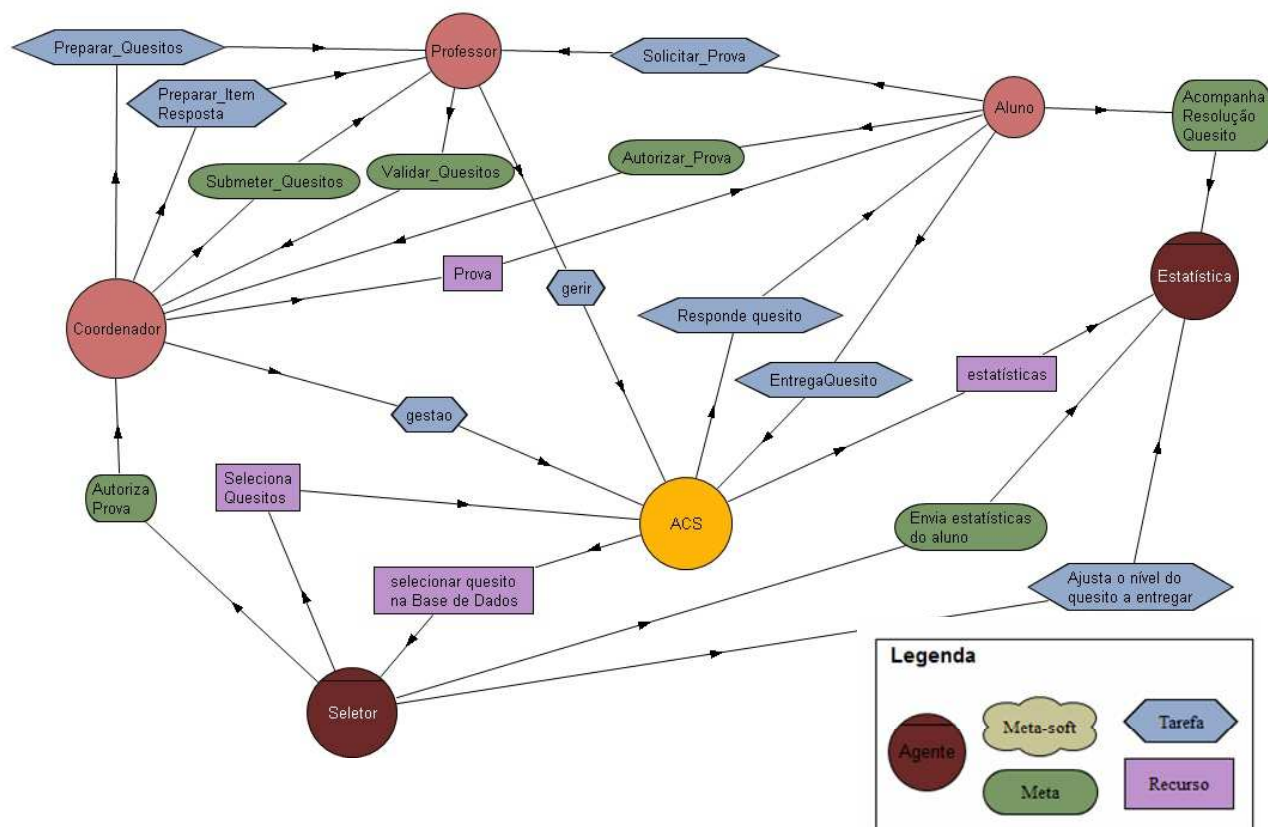 Preparar_Quesitos
Professor
Solicitar_Prova
Preparar_Item
Resposta
Aluno
Acompanha
Resolução
Quesito
Submeter_Quesitos
Validar_Quesitos
Autorizar_Prova
Prova
gerir
Estatística
Coordenador
Responde quesito
EntregaQuesito
estatísticas
gestao
Autoriza
Prova
Seleciona
Quesitos
ACS
Envia estatísticas
do aluno
selecionar quesito
na Base de Dados
Ajusta o nível do
quesito a entregar
Seletor
Legenda
Agente
Meta-soft
Tarefa
Meta
Recurso